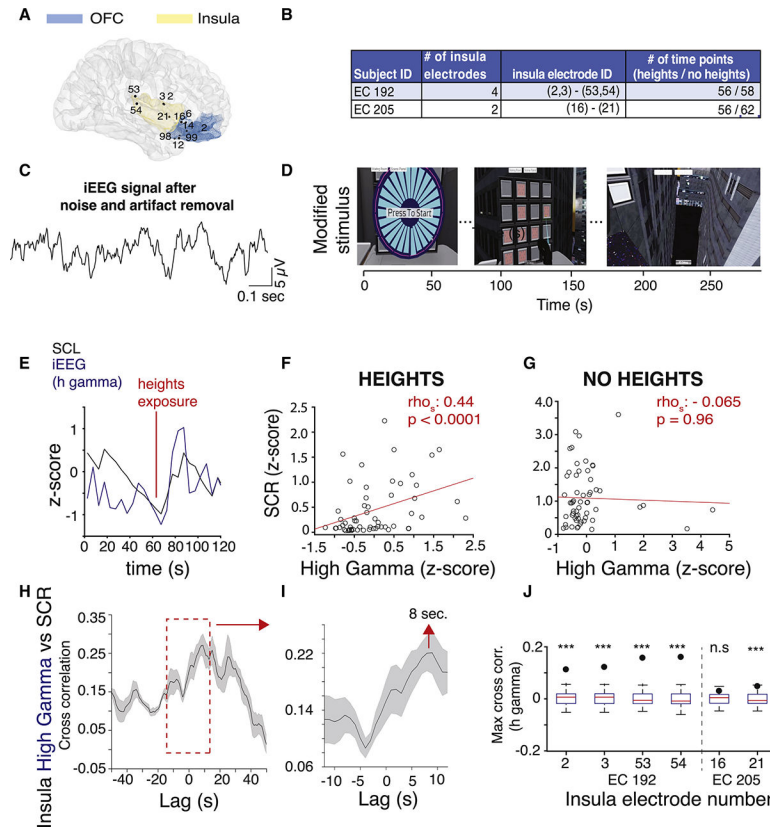 A
OFC
Insula
53
54
3 2
21
16
6
14
2
98
99
12
B
Subject ID
# of insula
electrodes
insula electrode ID
# of time points
(heights / no heights)
EC 192
4
(2,3) - (53,54)
56 / 58
EC 205
2
(16) - (21)
56 / 62
C
iEEG signal after
noise and artifact removal
5 µV
0.1 sec
D
Modified
stimulus
Press To Start
...
...
0
50
100
150
200
250
Time (s)
E
SCL
iEEG
(h gamma)
heights
exposure
z-score
1
0
-1
0
20
40
60
80
100
120
time (s)
F
HEIGHTS
rhos: 0.44
p < 0.0001
SCR (z-score)
2.5
2.0
1.5
1.0
0.5
0
-1.5
-0.5
0.5
1.5
2.5
High Gamma (z-score)
G
NO HEIGHTS
rhos: - 0.065
p = 0.96
4.0
3.0
2.0
1.0
0
-1
0
1
2
3
4
5
High Gamma (z-score)
H
Insula High Gamma vs SCR
Cross correlation
0.35
0.25
0.15
0.05
-0.05
-40
-20
0
20
40
Lag (s)
I
8 sec.
0.22
0.14
0.06
-10
-5
0
5
10
Lag (s)
J
Max cross corr.
(h gamma)
0.2
0
-0.2
***
***
***
***
n.s
***
2
3
53
54
16
21
EC 192
EC 205
Insula electrode number